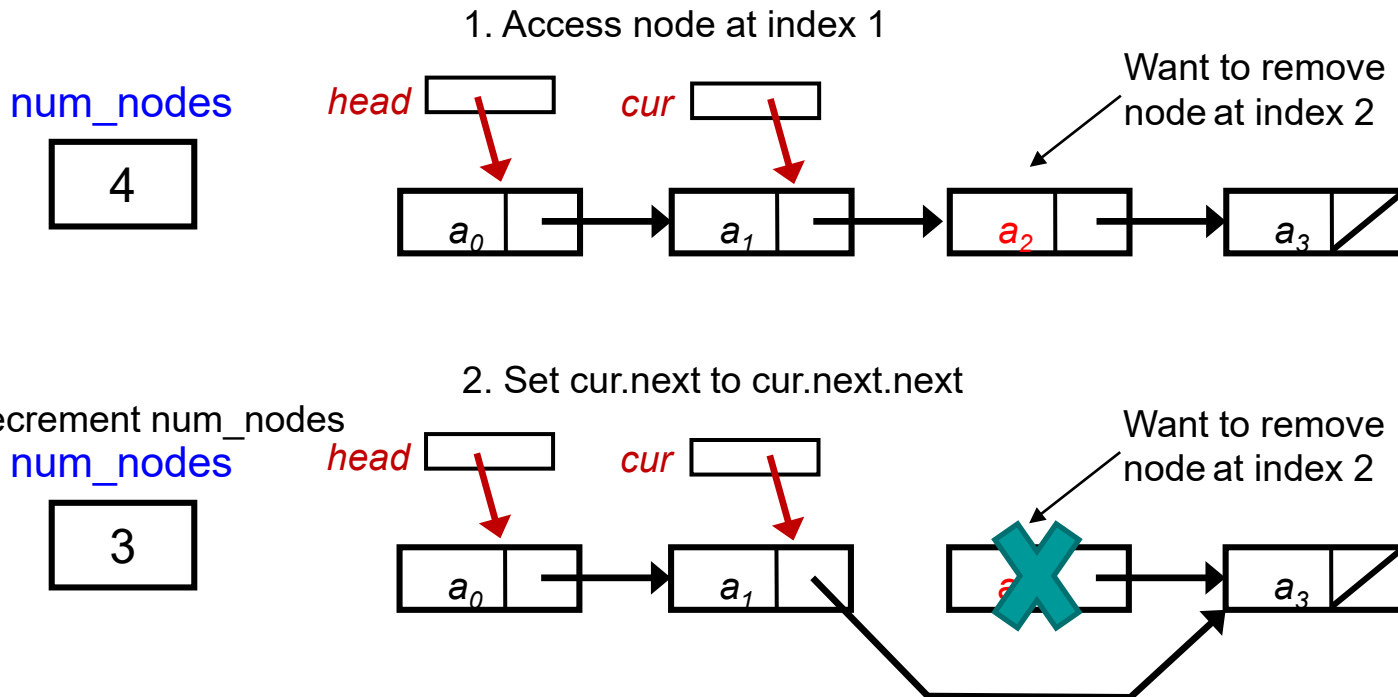 1. Access node at index 1
Want to remove
node at index 2
num_nodes
head
cur
4
a0
a1
a2
a3
2. Set cur.next to cur.next.next
ecrement num_nodes
Want to remove
node at index 2
num_nodes
head
cur
3
a0
a1
a
a3